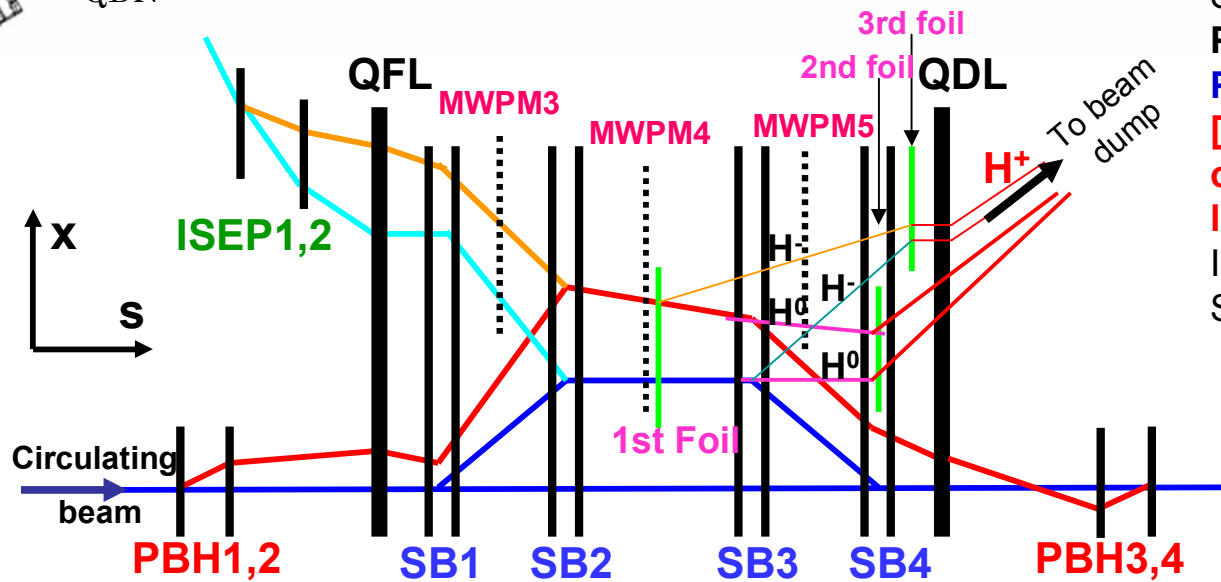 3rd foil
2nd foil
QFL
QDL
MWPM3
MWPM4
MWPM5
To beam
dump
H+
ISEP1,2
x
s
H-
H-
H0
H0
1st Foil
Circulating
beam
PBH1,2
SB1
SB2
SB3
SB4
PBH3,4